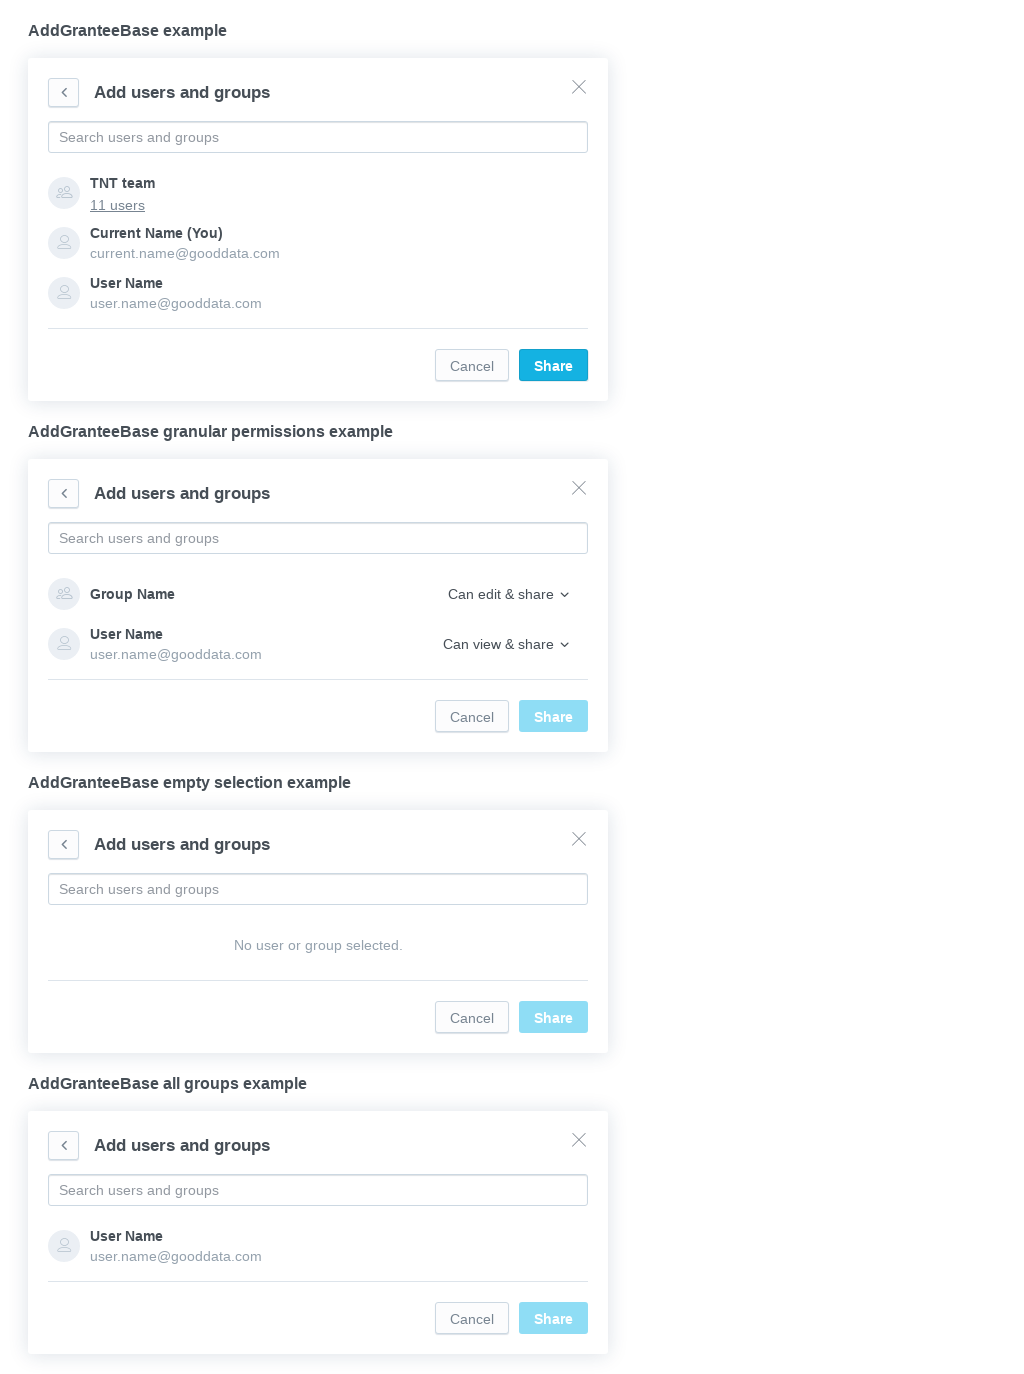 AddGranteeBase example
Add users and groups
Search users and groups
TNT team
11 users
Current Name (You)
current.name@gooddata.com
User Name
user.name@gooddata.com
Cancel Share
AddGranteeBase granular permissions example
Add users and groups
Search users and groups
Group Name Can edit & share
User Name
user.name@gooddata.com Can view & share
Cancel Share
AddGranteeBase empty selection example
Add users and groups
Search users and groups
No user or group selected.
Cancel Share
AddGranteeBase all groups example
Add users and groups
Search users and groups
User Name
user.name@gooddata.com
Cancel Share